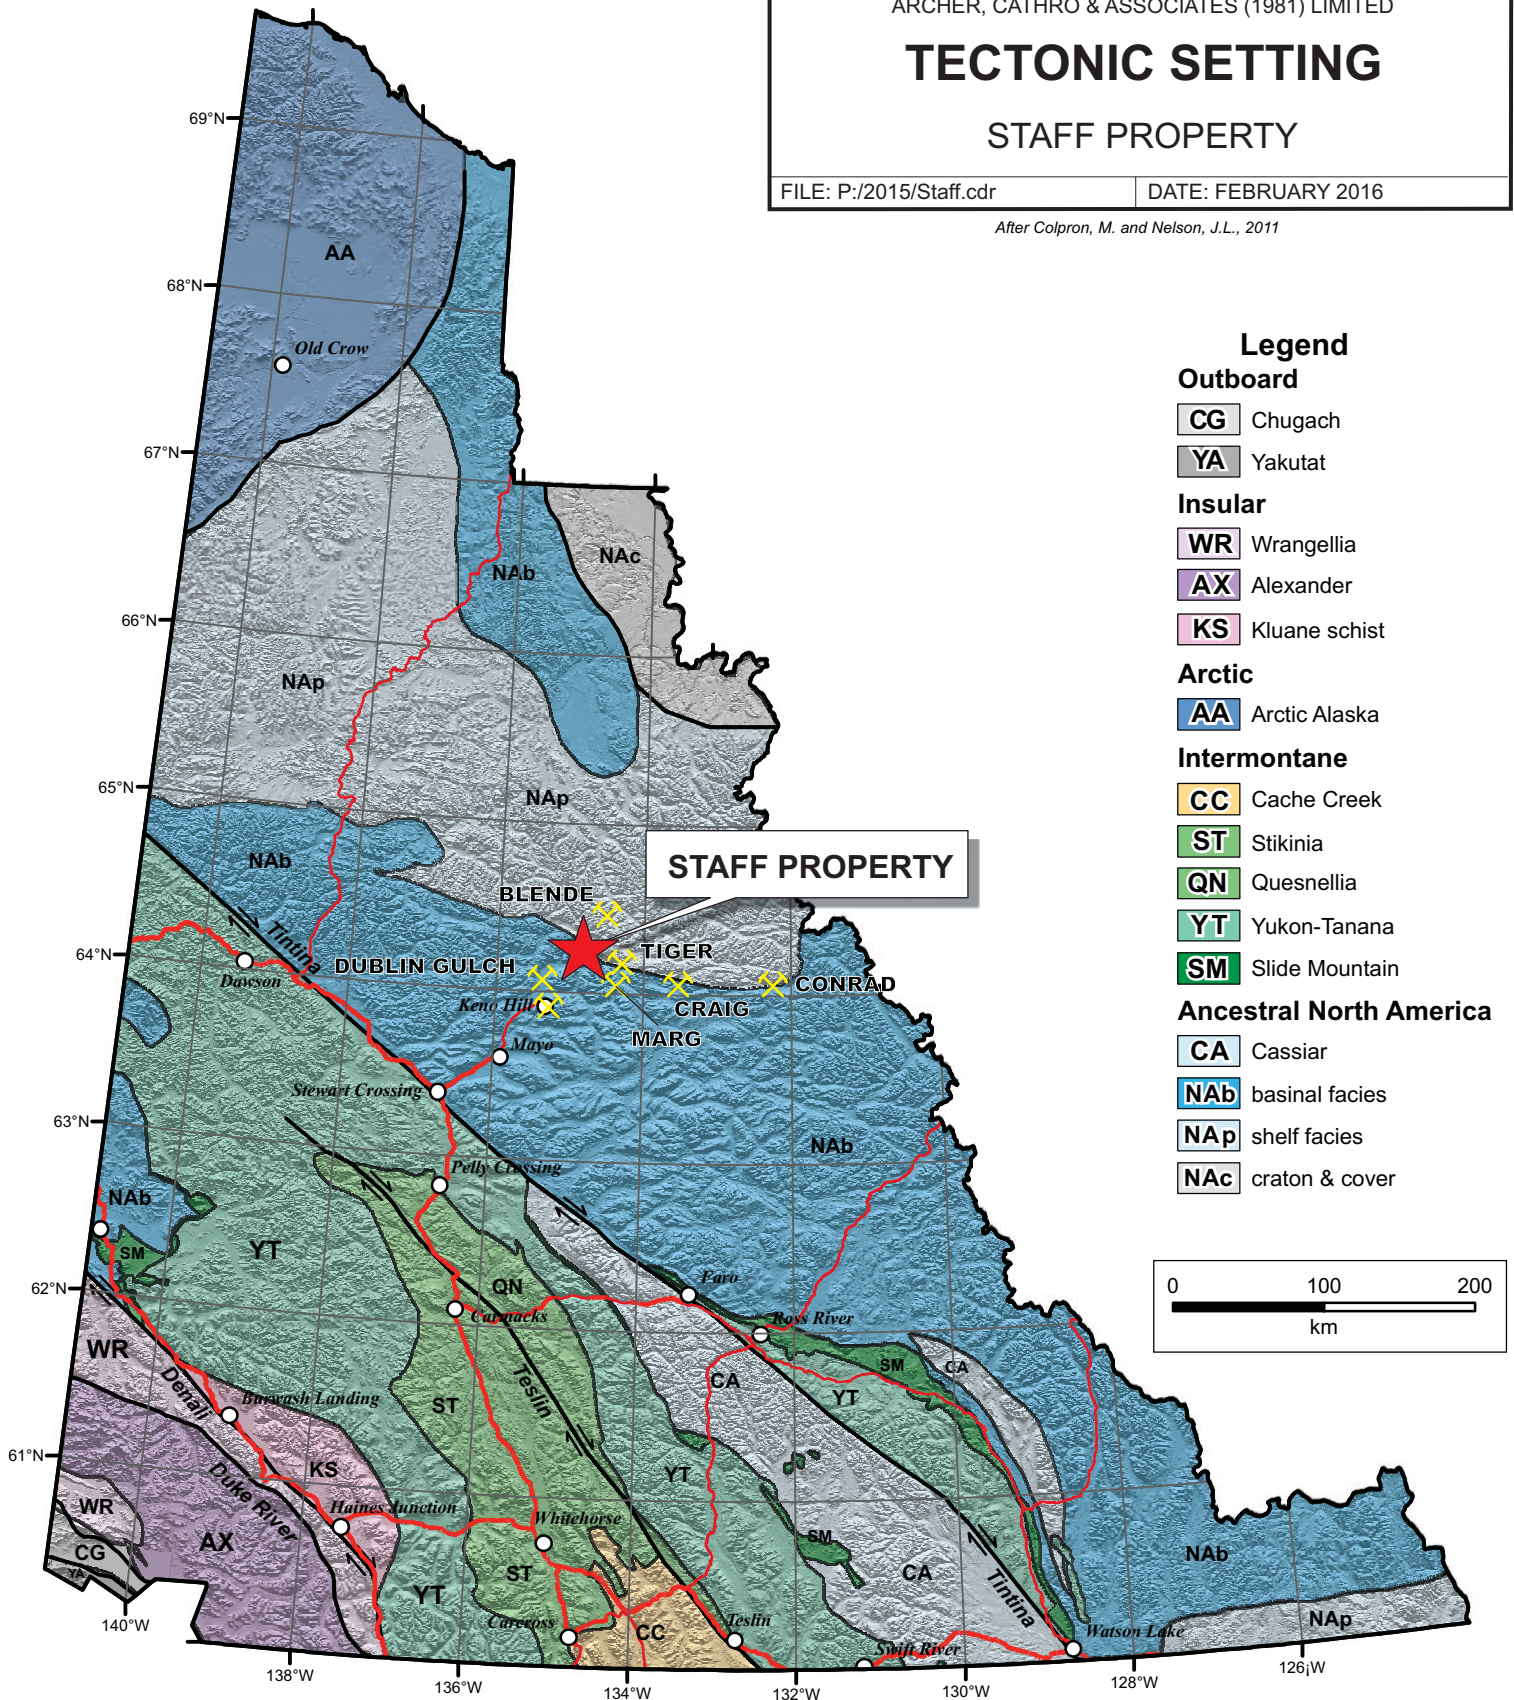 ARCHER, CATHRO & ASSOCIATES (1981) LIMITED
TECTONIC SETTING
STAFF PROPERTY
FILE: P:/2015/Staff.cdr
DATE: FEBRUARY 2016
After Colpron, M. and Nelson, J.L., 2011
69°N
68°N
67°N
66°N
65°N
64°N
63°N
62°N
61°N
AA
Old Crow
NAb
NAc
NAp
NAp
NAb
STAFF PROPERTY
BLENDE
TIGER
DUBLIN GULCH
CONRAD
CRAIG
MARG
Keno Hill
Tintina
Dawson
Mayo
Stewart Crossing
NAb
Pelly Crossing
NAb
SM
YT
QN
Faro
Carmacks
Ross River
WR
Denali
Burwash Landing
ST
Teslin
CA
SM
CA
YT
KS
YT
Duke River
WR
Haines Junction
Whitehorse
AX
CG
YA
SM
NAb
ST
YT
CA
Tintina
Carcross
CC
Teslin
Swift River
Watson Lake
NAp
140°W
138°W
136°W
134°W
132°W
130°W
128°W
126¡W
Legend
Outboard
CG Chugach
YA Yakutat
Insular
WR Wrangellia
AX Alexander
KS Kluane schist
Arctic
AA Arctic Alaska
Intermontane
CC Cache Creek
ST Stikinia
QN Quesnellia
YT Yukon-Tanana
SM Slide Mountain
Ancestral North America
CA Cassiar
NAb basinal facies
NAp shelf facies
NAc craton & cover
0 100 200
km